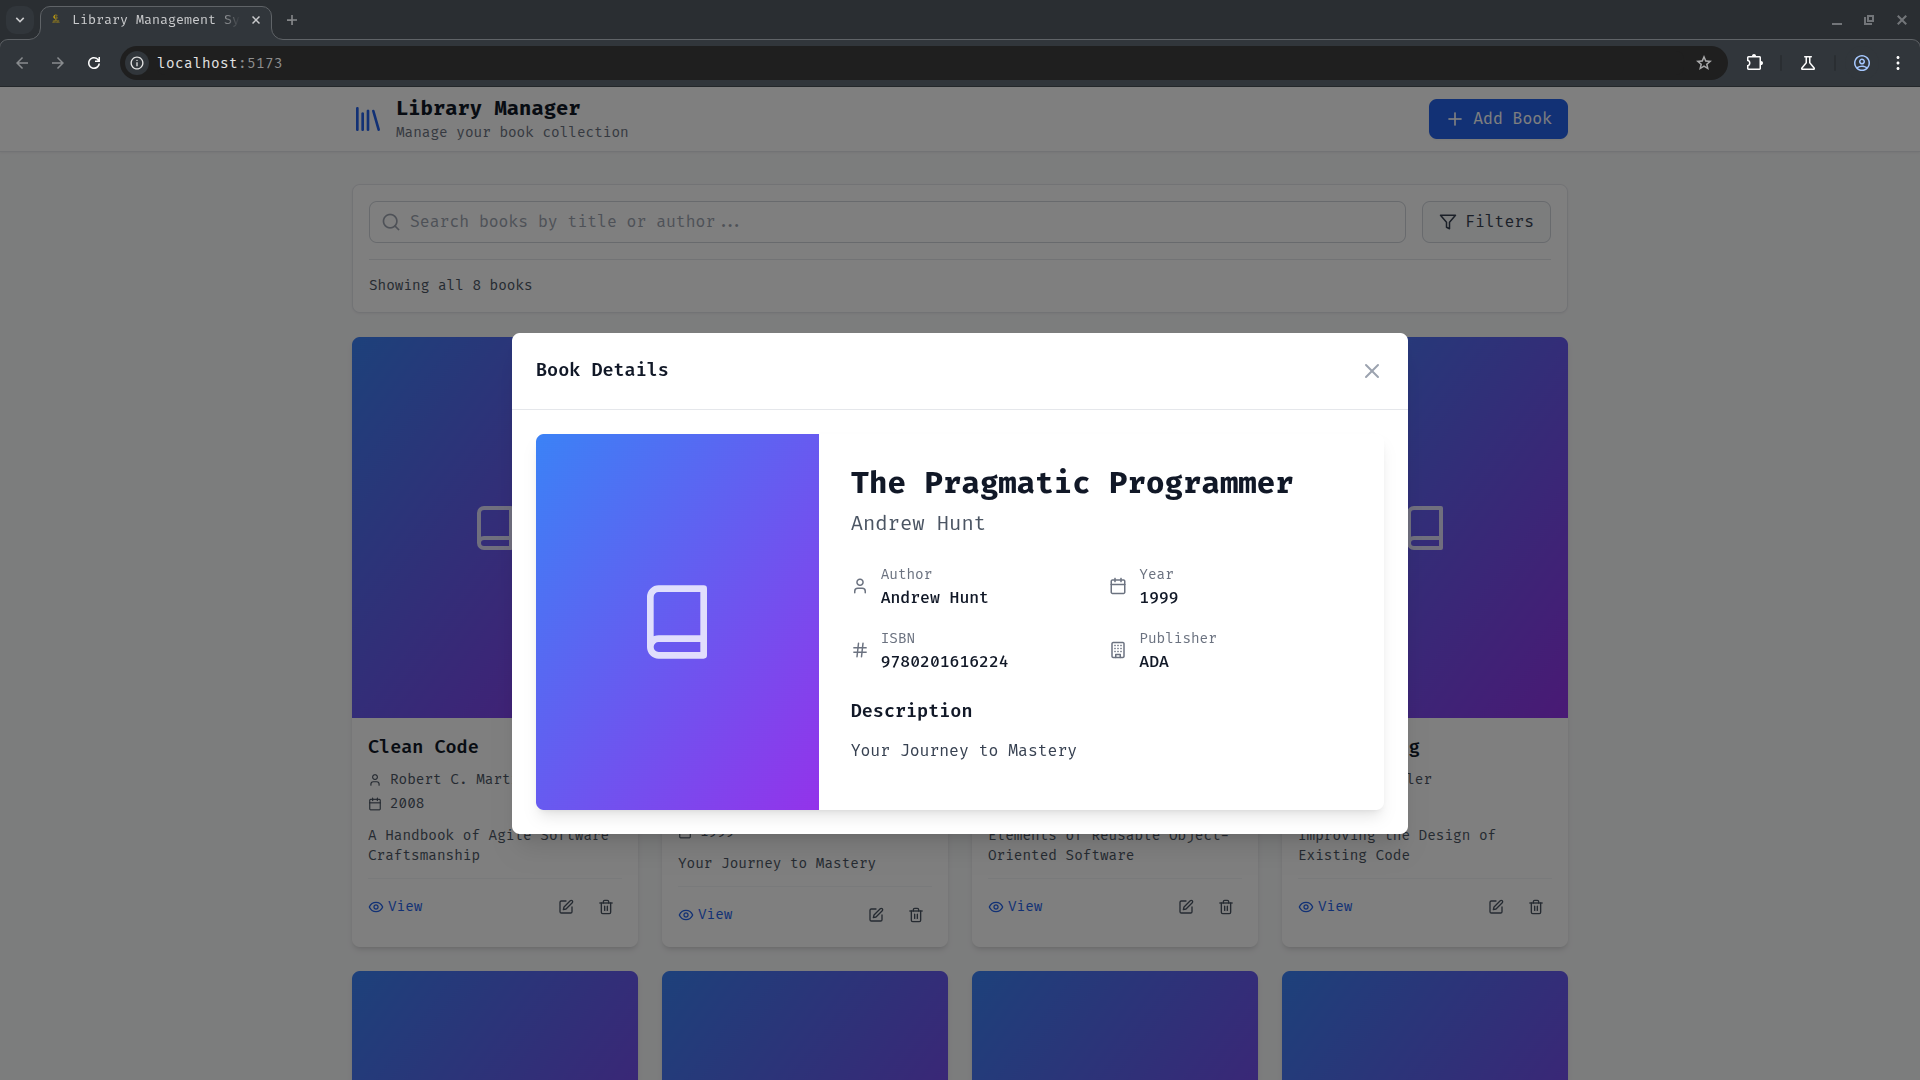 Library Management Sy
localhost:5173
Library Manager
Manage your book collection
Add Book
Search books by title or author...
Filters
Showing all 8 books
Book Details
The Pragmatic Programmer
Andrew Hunt
Author
Andrew Hunt
Year
1999
ISBN
9780201616224
Publisher
ADA
Description
Your Journey to Mastery
Clean Code
Robert C. Mart
2008
A Handbook of Agile Software
Craftsmanship
View
1999
Your Journey to Mastery
View
Elements of Reusable Object-
Oriented Software
View
g
ler
Improving the Design of
Existing Code
View